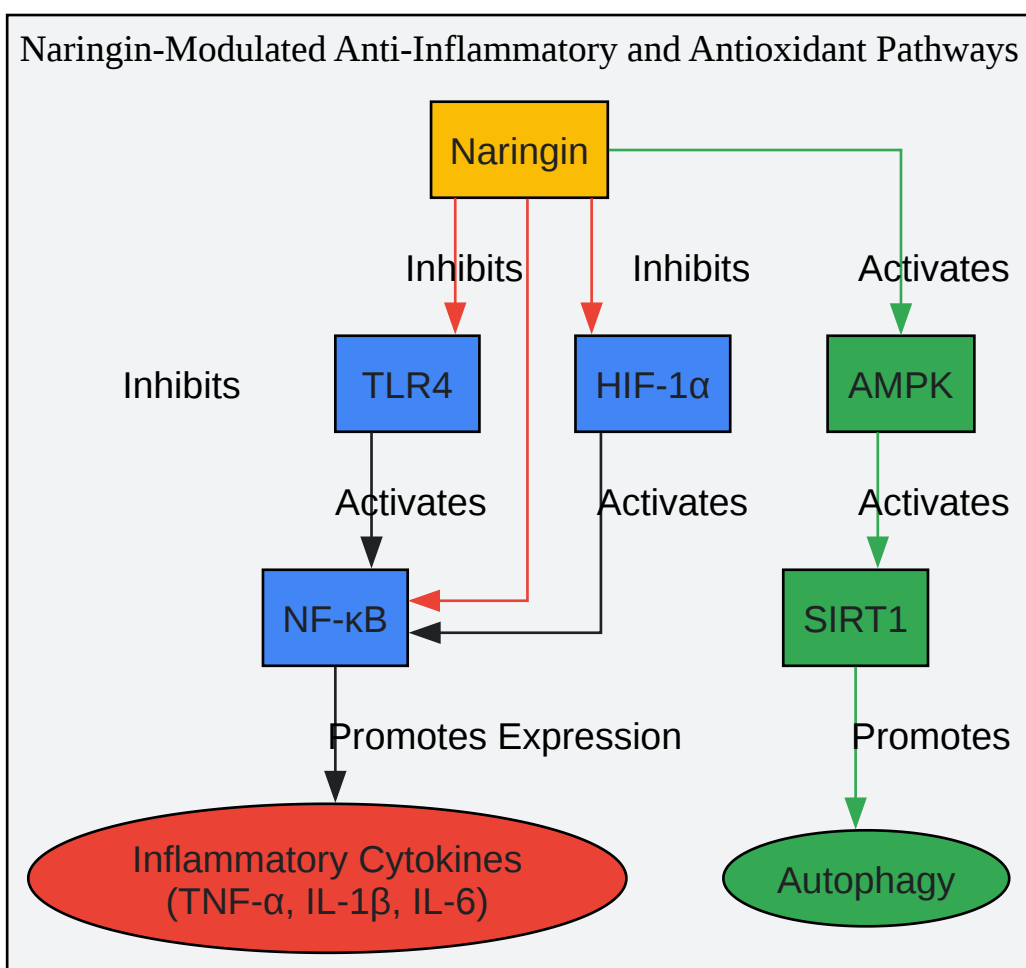 Naringin-Modulated Anti-Inflammatory and Antioxidant Pathways
Naringin
Inhibits
Inhibits
Activates
Inhibits
TLR4
HIF-1α
AMPK
Activates
Activates
Activates
NF-κB
SIRT1
Promotes Expression
Promotes
Inflammatory Cytokines
(TNF-α, IL-1β, IL-6)
Autophagy